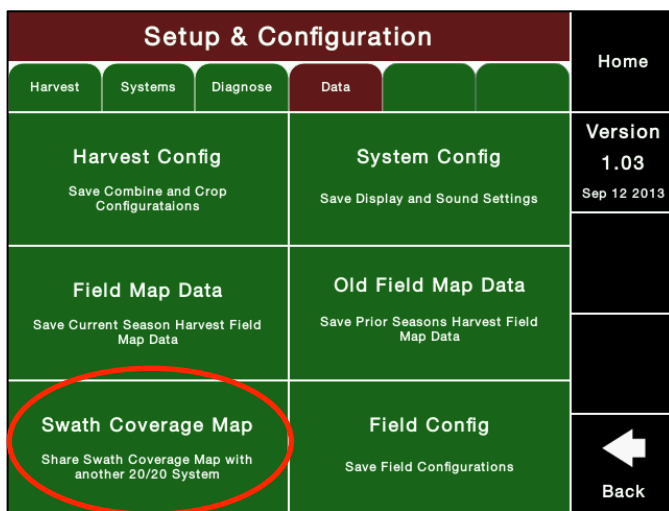 Setup & Configuration
Home
Harvest
Systems
Diagnose
Data
Version
1.03
Sep 12 2013
Harvest Config
Save Combine and Crop
Configurataions
System Config
Save Display and Sound Settings
Field Map Data
Save Current Season Harvest Field
Map Data
Old Field Map Data
Save Prior Seasons Harvest Field
Map Data
Swath Coverage Map
Share Swath Coverage Map with
another 20/20 System
Field Config
Save Field Configurations
Back